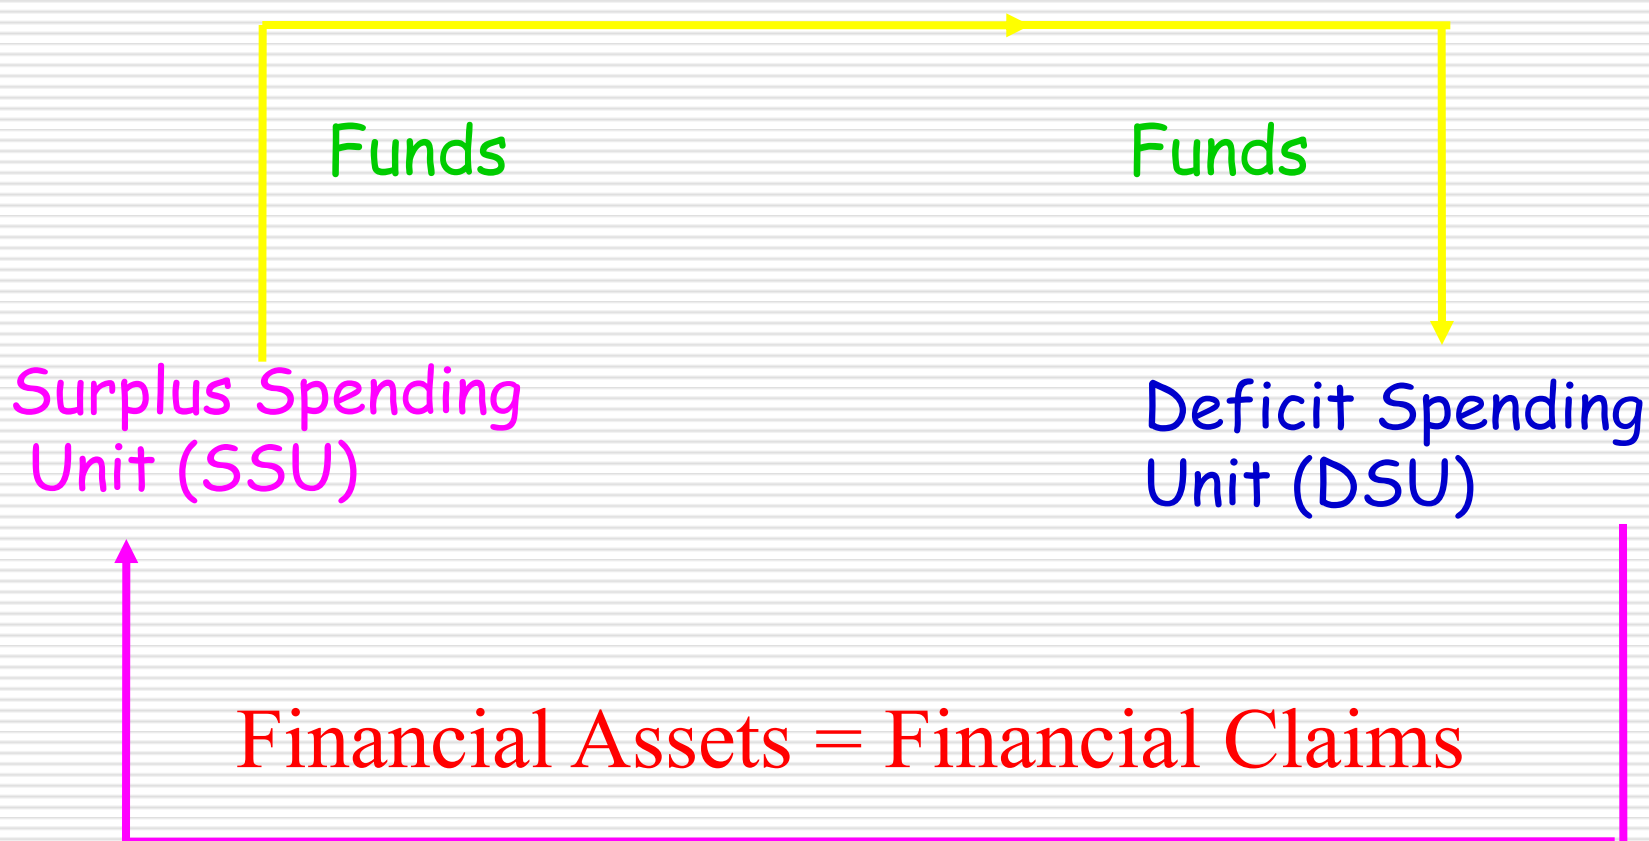 Funds
Funds
Surplus Spending
Unit (SSU)
Deficit Spending
Unit (DSU)
Financial Assets = Financial Claims